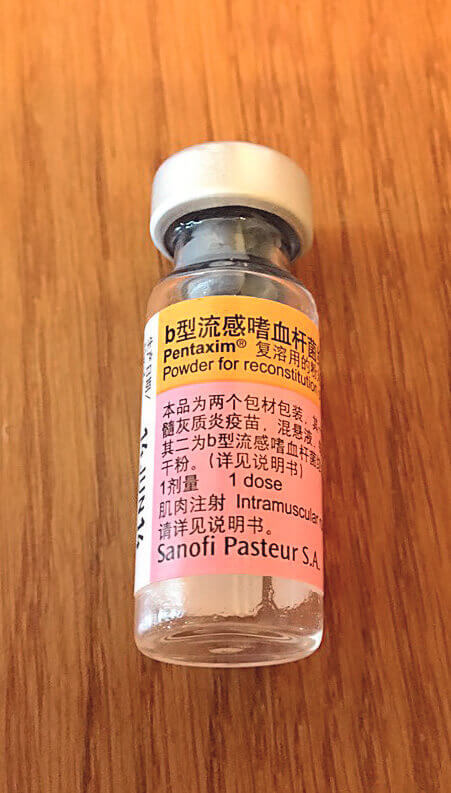 b型流感嗜血杆菌
Pentaxim® 复溶用的
Powder for reconstitution
本品为两个包材包装，其
髓灰质炎疫苗，混悬液，
其二为b型流感嗜血杆菌
干粉。(详见说明书)
1剂量 1 dose
肌肉注射 Intramuscular
请详见说明书。
Sanofi Pasteur S.A.